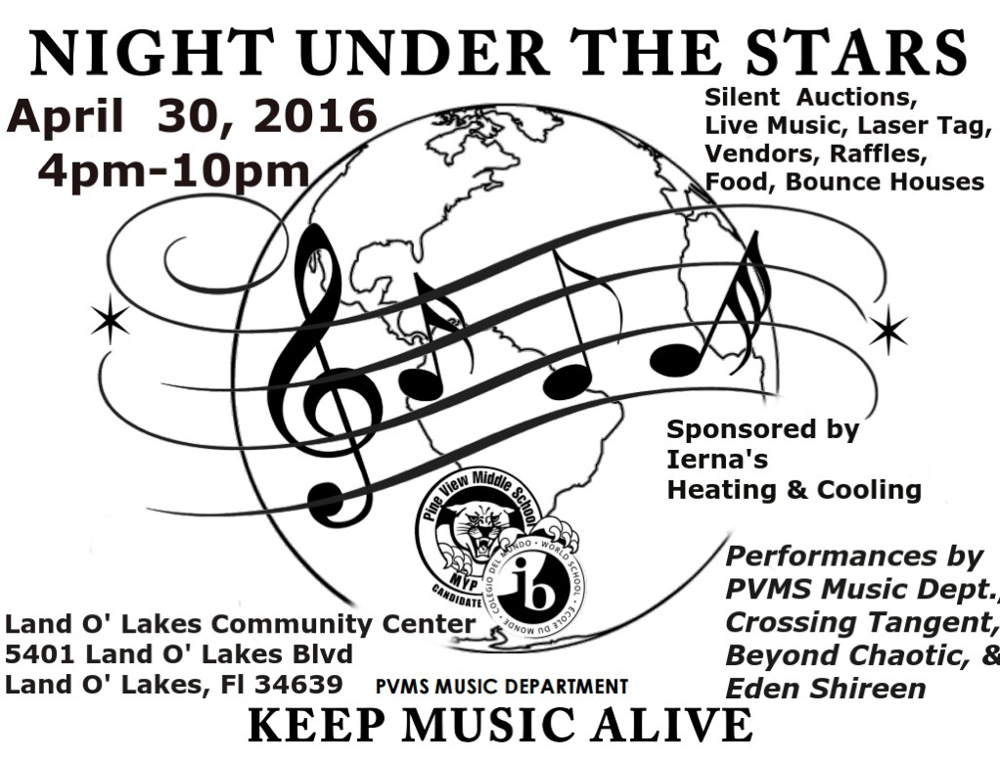 NIGHT UNDER THE STARS
April 30, 2016
4pm-10pm
Silent Auctions,
Live Music, Laser Tag,
Vendors, Raffles,
Food, Bounce Houses
Sponsored by
Ierna's
Heating & Cooling
Pine View Middle School
MYP
CANDIDATE
ib
COLEGIO DEL MUNDO • WORLD SCHOOL • ECOLE DU MONDE •
Performances by
PVMS Music Dept.,
Crossing Tangent,
Beyond Chaotic, &
Eden Shireen
Land O' Lakes Community Center
5401 Land O' Lakes Blvd
Land O' Lakes, Fl 34639
PVMS MUSIC DEPARTMENT
KEEP MUSIC ALIVE